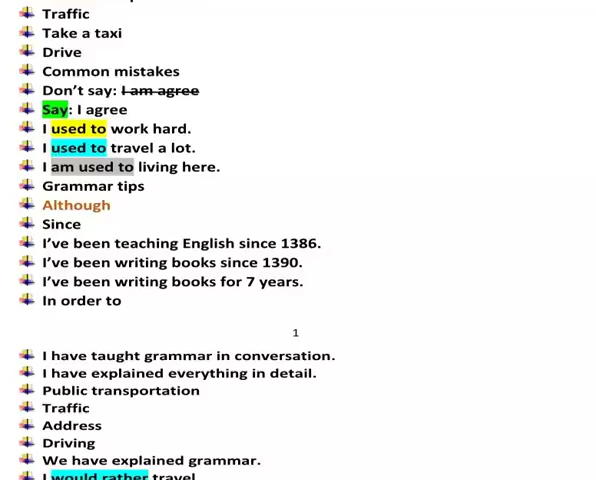 Traffic
Take a taxi
Drive
Common mistakes
Don’t say: I am agree
Say: I agree
I used to work hard.
I used to travel a lot.
I am used to living here.
Grammar tips
Although
Since
I’ve been teaching English since 1386.
I’ve been writing books since 1390.
I’ve been writing books for 7 years.
In order to
1
I have taught grammar in conversation.
I have explained everything in detail.
Public transportation
Traffic
Address
Driving
We have explained grammar.
I would rather travel